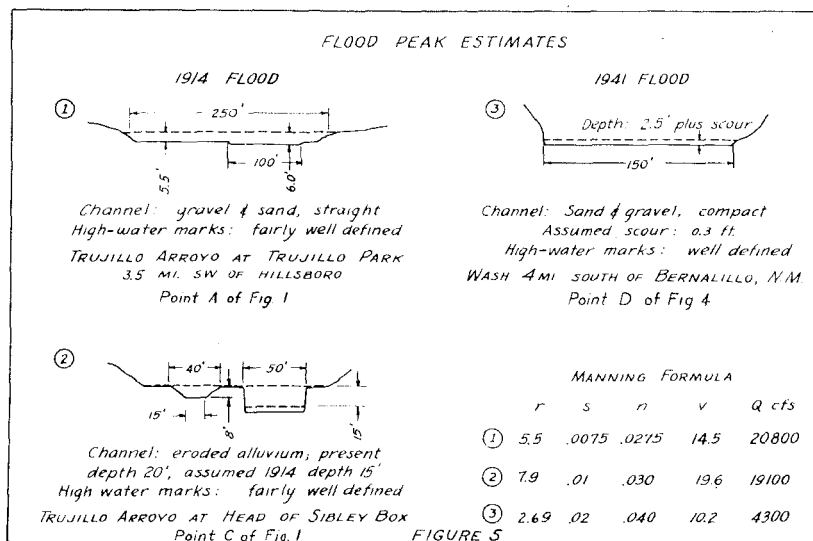 FLOOD PEAK ESTIMATES
1914 FLOOD
1
250'
5.5'
100'
6.0'
Channel: gravel & sand, straight
High-water marks: fairly well defined
TRUJILLO ARROYO AT TRUJILLO PARK
3.5 MI. SW OF HILLSBORO
Point A of Fig. 1
1941 FLOOD
3
Depth: 2.5' plus scour
150'
Channel: Sand & gravel, compact
Assumed scour: 0.3 ft.
High-water marks: well defined
WASH 4 MI SOUTH OF BERNALILLO, N.M.
Point D of Fig 4
2
40'
50'
15'
8'
15'
Channel: eroded alluvium; present
depth 20', assumed 1914 depth 15'
High water marks: fairly well defined
TRUJILLO ARROYO AT HEAD OF SIBLEY BOX
Point C of Fig. 1
MANNING FORMULA
r s n v Q cfs
1 5.5 .0075 .0275 14.5 20800
2 7.9 .01 .030 19.6 19100
3 2.69 .02 .040 10.2 4300
FIGURE 5